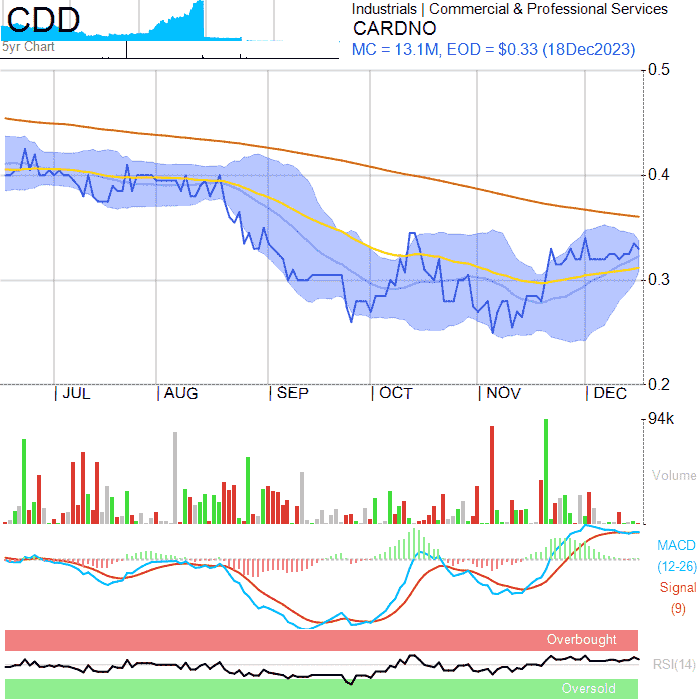 CDD
5yr Chart
Industrials | Commercial & Professional Services
CARDNO
MC = 13.1M, EOD = $0.33 (18Dec2023)
0.5
0.4
0.3
0.2
| JUL | AUG | SEP | OCT | NOV | DEC
94k
Volume
MACD
(12-26)
Signal
(9)
Overbought
RSI(14)
Oversold